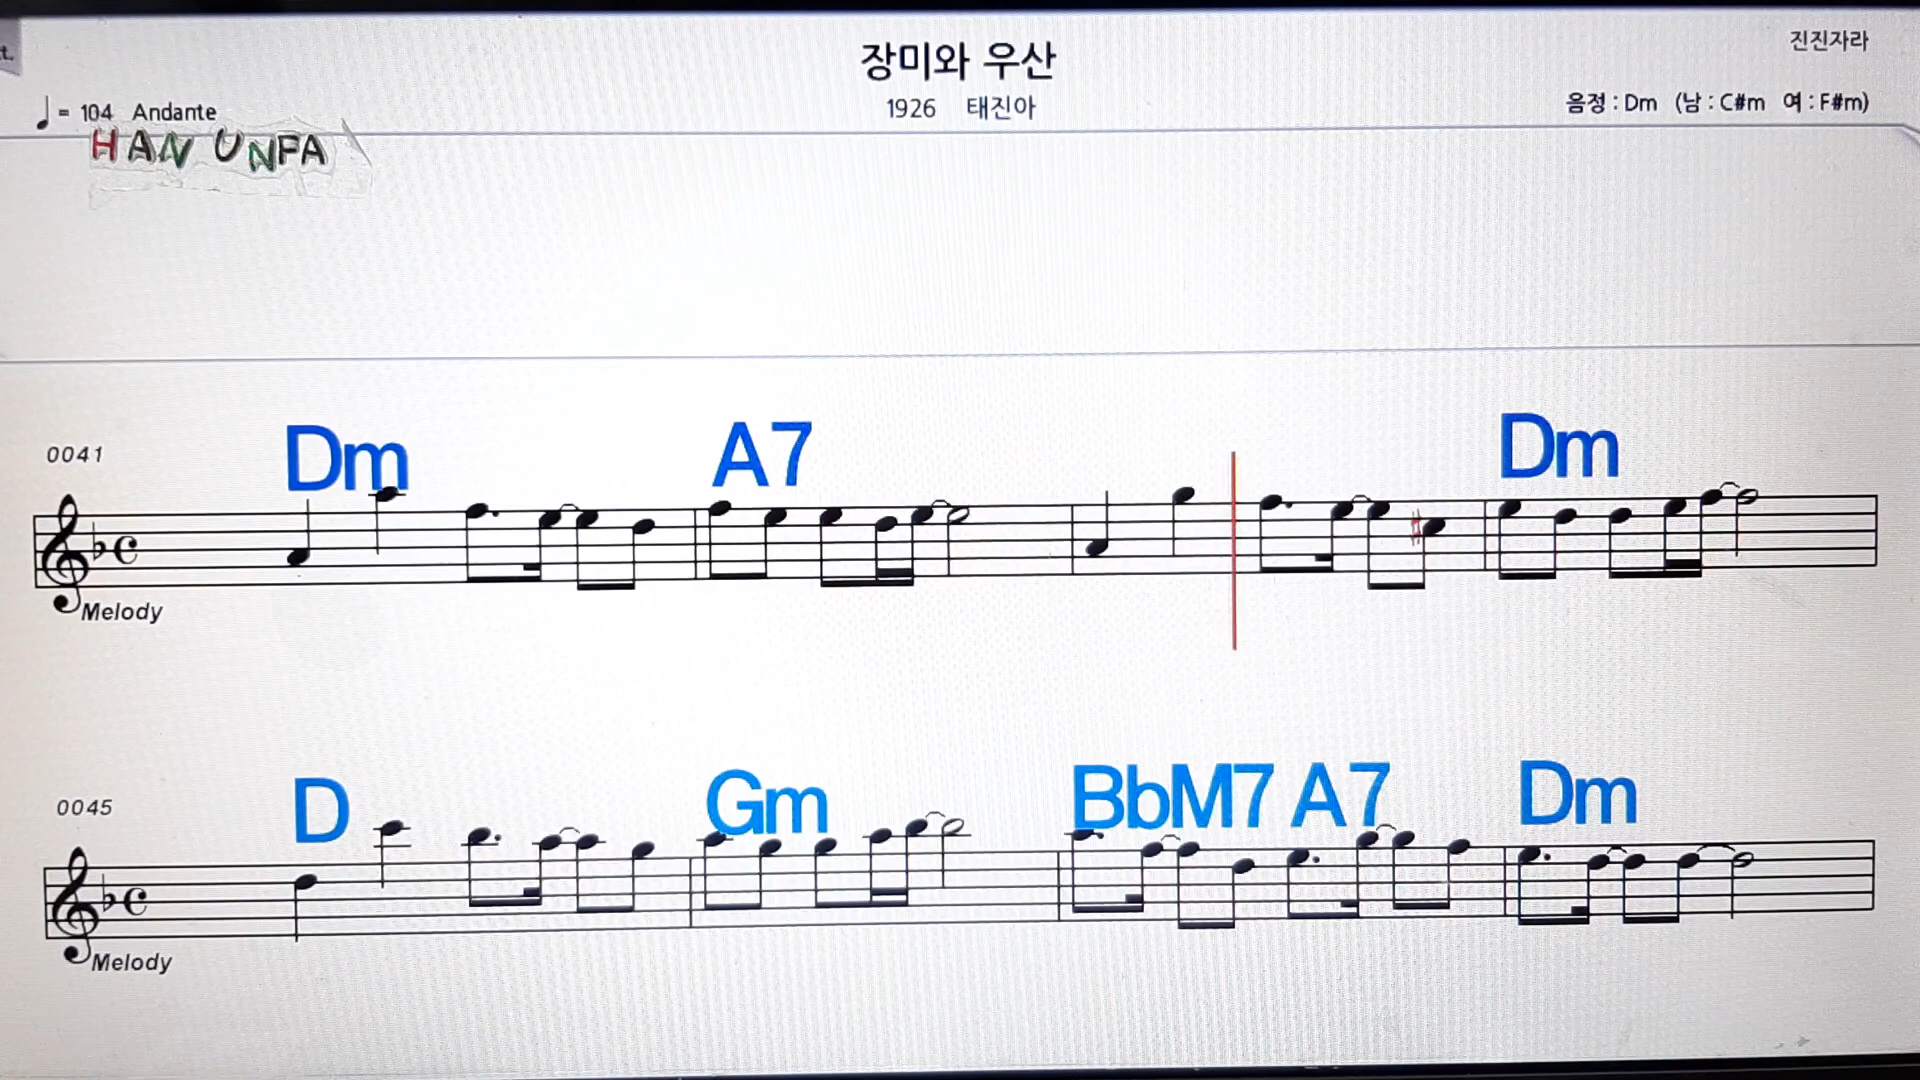 진진자라
장미와 우산
♩ = 104 Andante
1926 태진아
음정 : Dm (남 : C#m 여 : F#m)
HAN UNFA
0041
Dm A7 Dm
Melody
0045
D Gm BbM7 A7 Dm
Melody